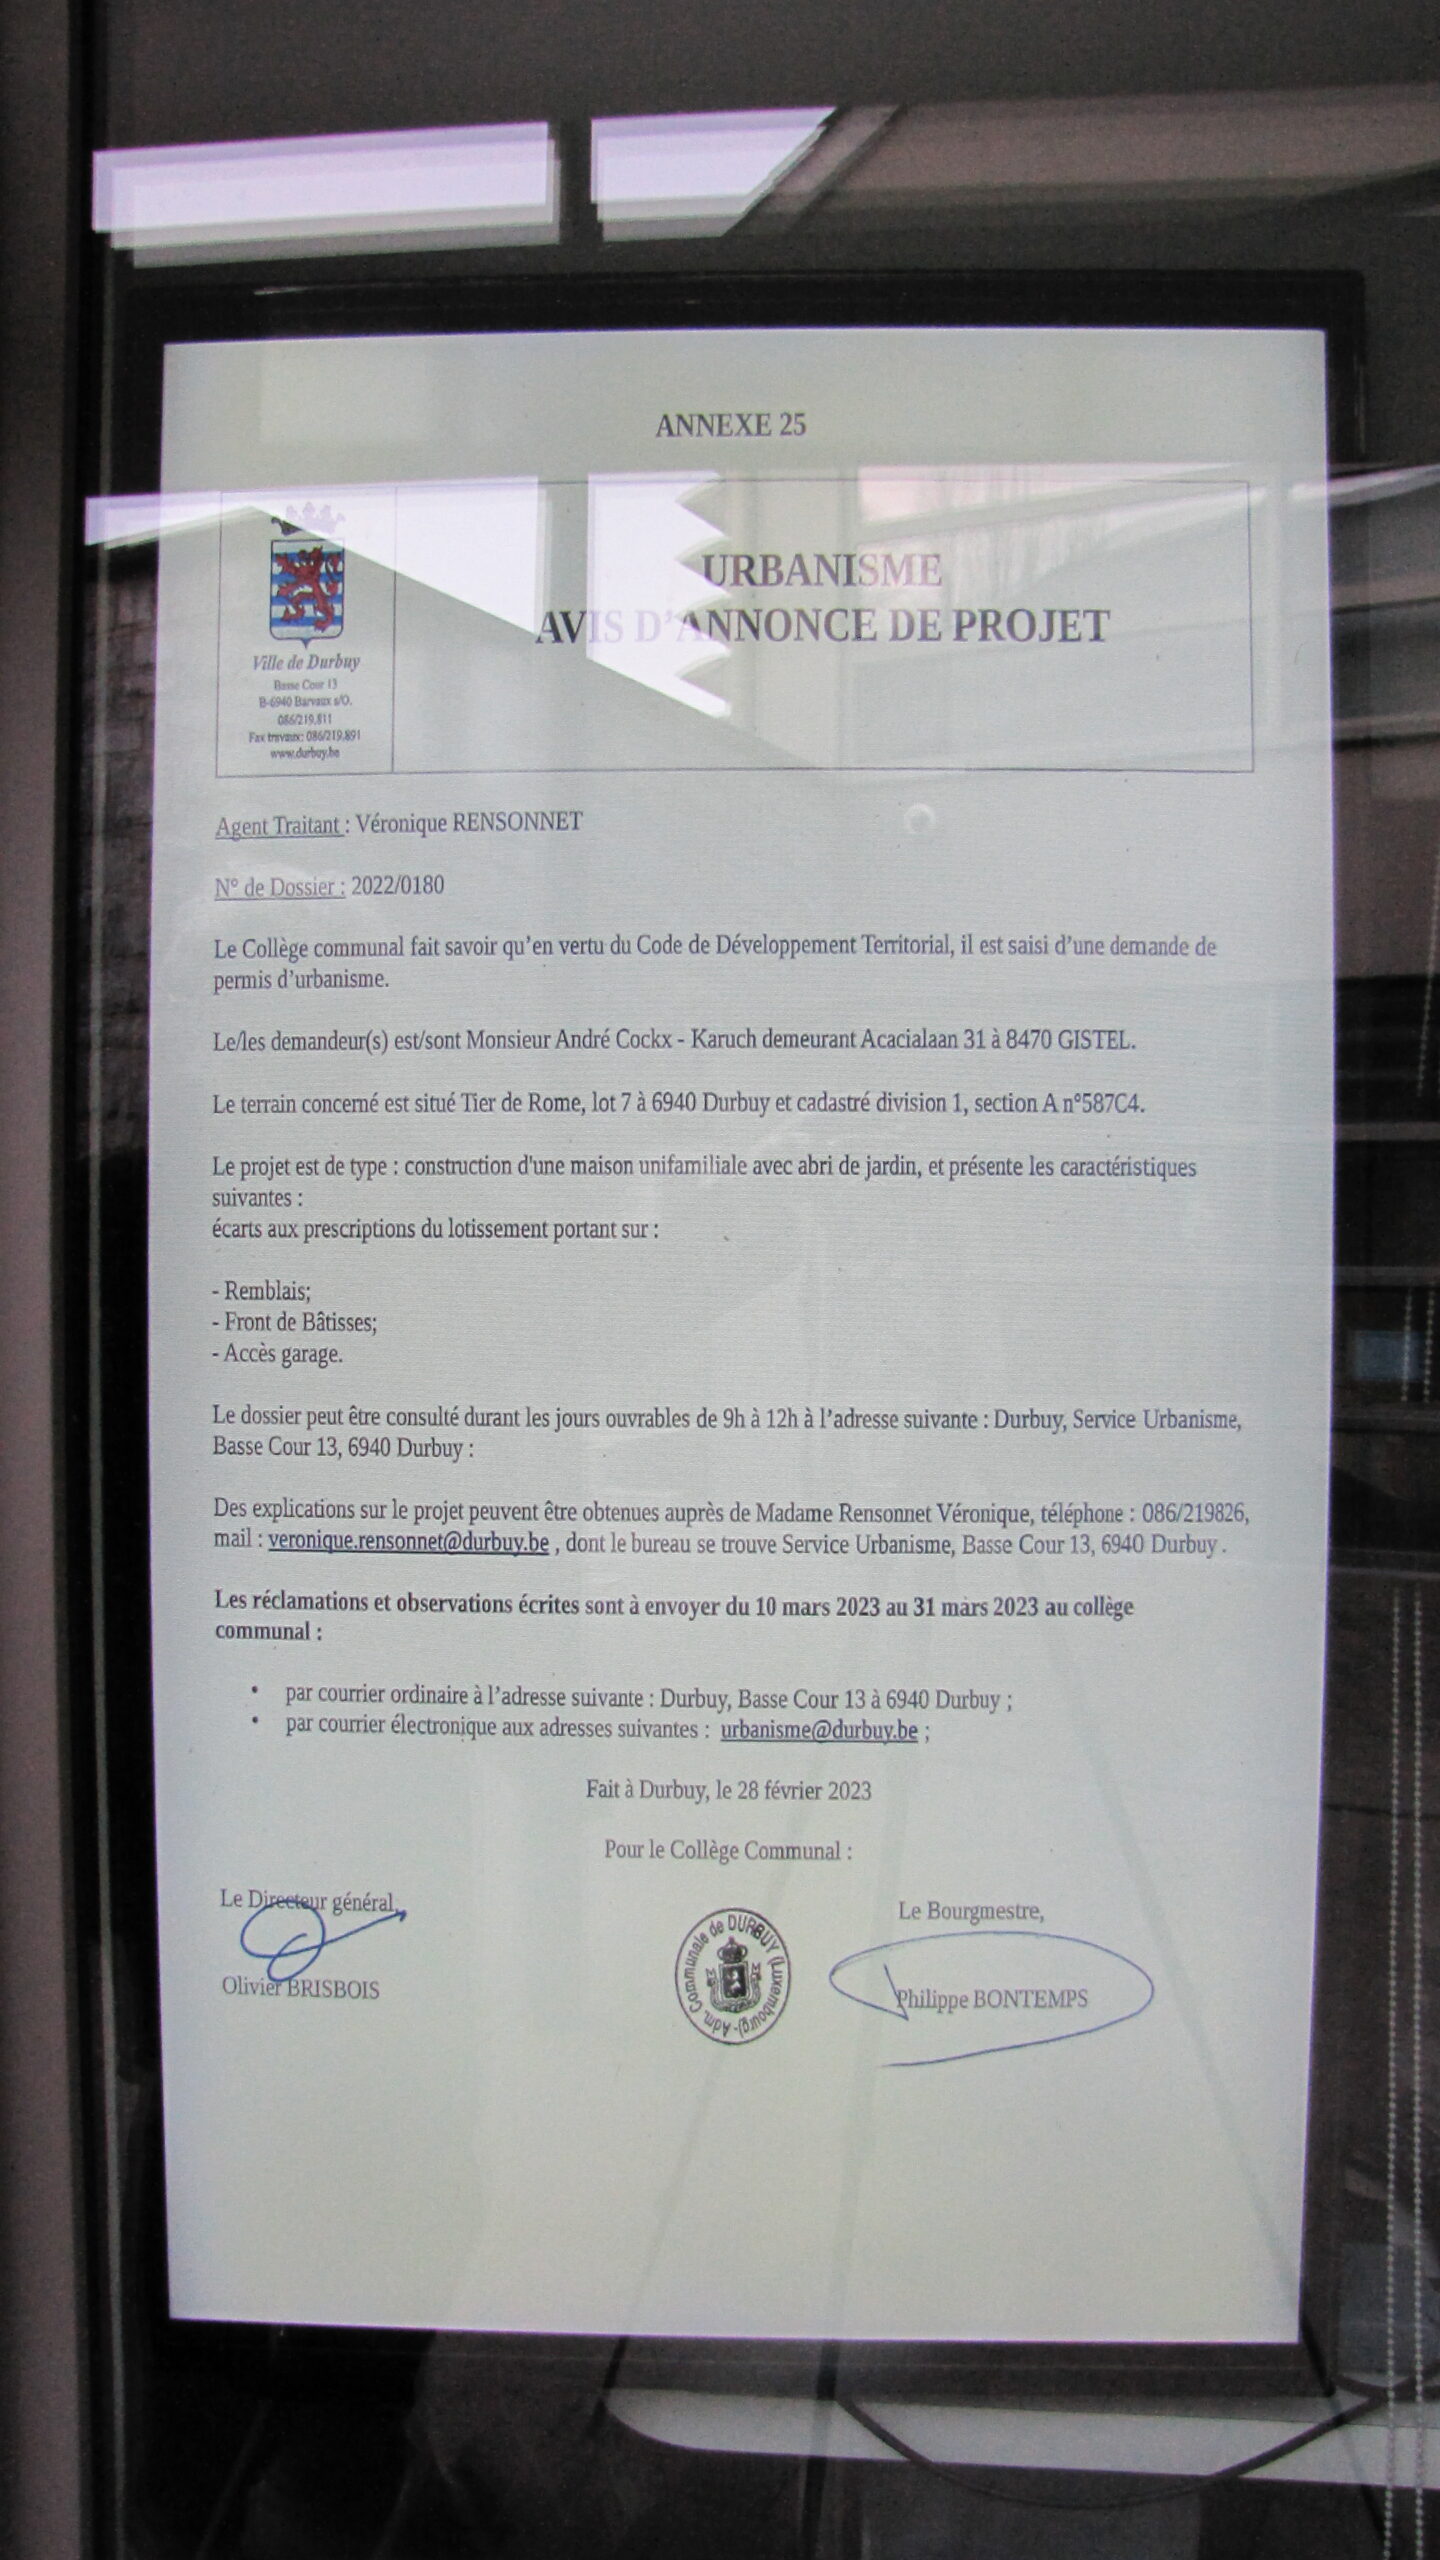 ANNEXE 25
Ville de Durbuy
Basse Cour 13
B-6940 Barvaux s/O.
086/219.811
Fax travaux: 086/219.891
www.durbuy.be
URBANISME
AVIS D'ANNONCE DE PROJET
Agent Traitant : Véronique RENSONNET
N° de Dossier : 2022/0180
Le Collège communal fait savoir qu'en vertu du Code de Développement Territorial, il est saisi d'une demande de
permis d'urbanisme.
Le/les demandeur(s) est/sont Monsieur André Cockx - Karuch demeurant Acacialaan 31 à 8470 GISTEL.
Le terrain concerné est situé Tier de Rome, lot 7 à 6940 Durbuy et cadastré division 1, section A n°587C4.
Le projet est de type : construction d'une maison unifamiliale avec abri de jardin, et présente les caractéristiques
suivantes :
écarts aux prescriptions du lotissement portant sur :
- Remblais;
- Front de Bâtisses;
- Accès garage.
Le dossier peut être consulté durant les jours ouvrables de 9h à 12h à l'adresse suivante : Durbuy, Service Urbanisme,
Basse Cour 13, 6940 Durbuy :
Des explications sur le projet peuvent être obtenues auprès de Madame Rensonnet Véronique, téléphone : 086/219826,
mail : veronique.rensonnet@durbuy.be , dont le bureau se trouve Service Urbanisme, Basse Cour 13, 6940 Durbuy .
Les réclamations et observations écrites sont à envoyer du 10 mars 2023 au 31 mars 2023 au collège
communal :
• par courrier ordinaire à l'adresse suivante : Durbuy, Basse Cour 13 à 6940 Durbuy ;
• par courrier électronique aux adresses suivantes : urbanisme@durbuy.be ;
Fait à Durbuy, le 28 février 2023
Pour le Collège Communal :
Le Directeur général,
Olivier BRISBOIS
Adm. Communale de DURBUY (Luxembourg)-
Le Bourgmestre,
Philippe BONTEMPS